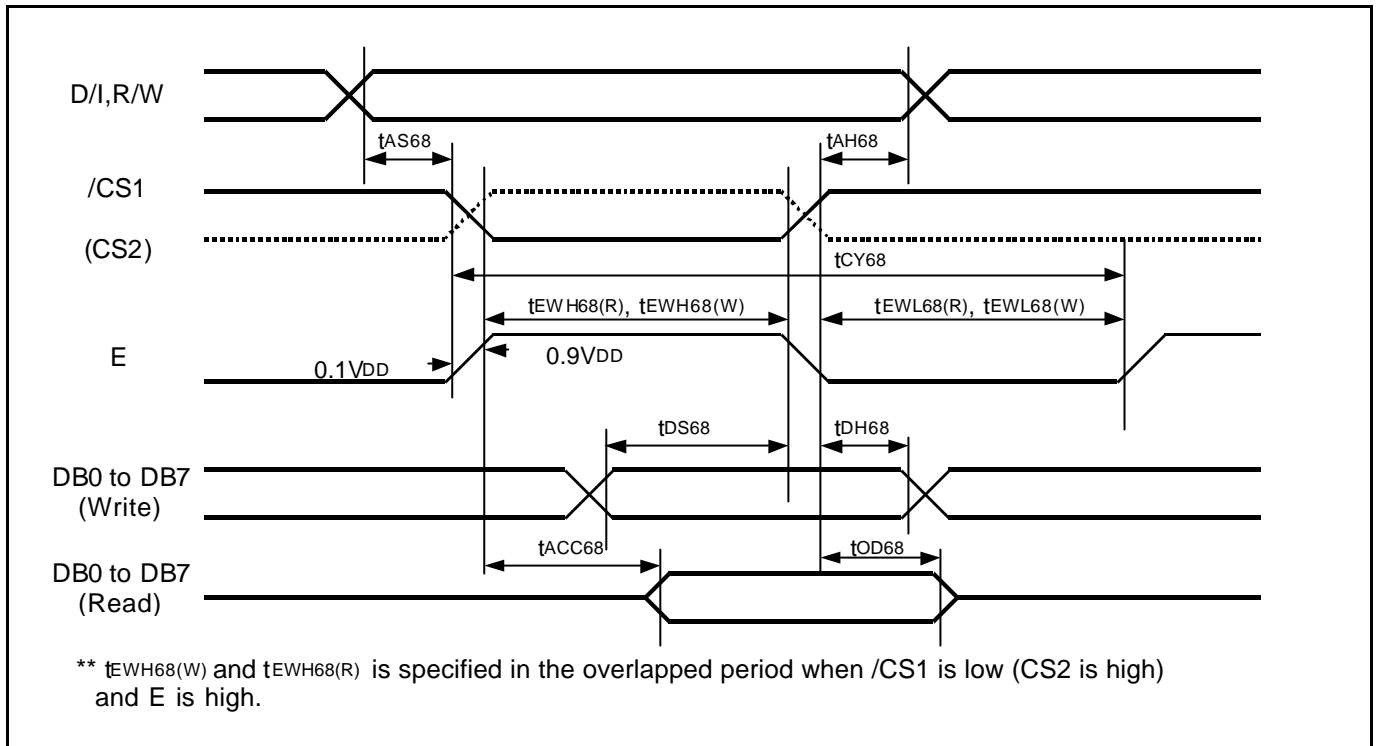 D/I,R/W
tAS68
tAH68
/CS1
(CS2)
tCY68
tEWH68(R), tEWH68(W)
tEWL68(R), tEWL68(W)
E
0.1VDD
0.9VDD
tDS68
tDH68
DB0 to DB7
(Write)
tACC68
tOD68
DB0 to DB7
(Read)
** tEWH68(W) and tEWH68(R) is specified in the overlapped period when /CS1 is low (CS2 is high)
and E is high.